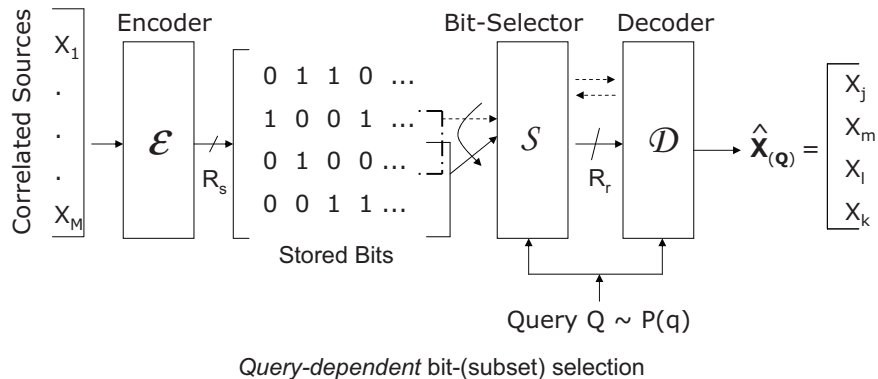 Encoder
Bit-Selector
Decoder
Correlated Sources
X1
.
.
.
XM
ℰ
Rs
0 1 1 0 ...
1 0 0 1 ...
0 1 0 0 ...
0 0 1 1 ...
Stored Bits
𝒮
Rr
𝒟
X̂(Q) =
Xj
Xm
Xl
Xk
Query Q ~ P(q)
Query-dependent bit-(subset) selection